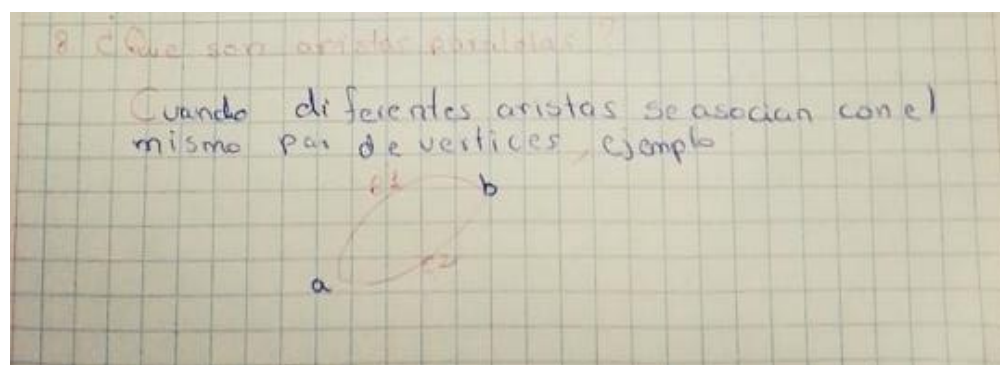 8 ¿Que son aristas paralelas?
Cuando diferentes aristas se asocian con el
mismo par de vertices, ejemplo
e1
b
e2
a